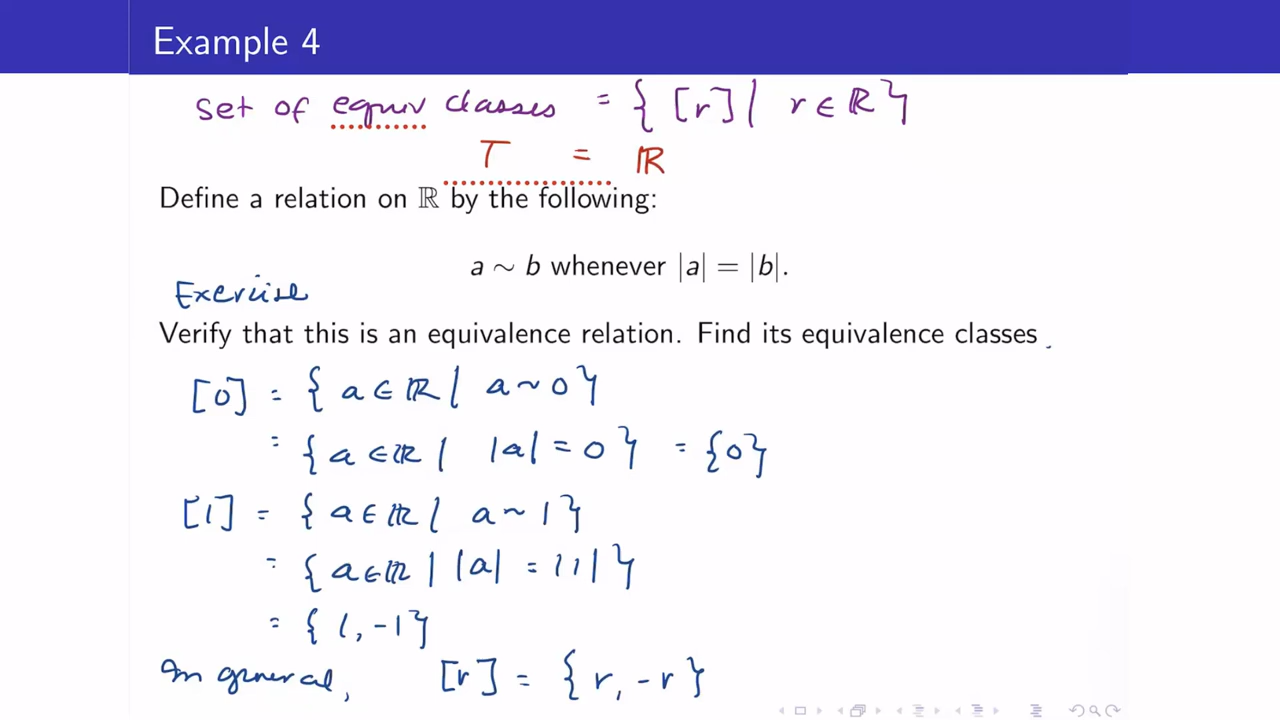 Example 4
Set of equiv classes = { [r] | r ∈ ℝ }
T = ℝ
Define a relation on ℝ by the following:
a ∼ b whenever |a| = |b|.
Exercise
Verify that this is an equivalence relation. Find its equivalence classes.
[0] = { a ∈ ℝ | a ~ 0 }
= { a ∈ ℝ | |a| = 0 } = {0}
[1] = { a ∈ ℝ | a ~ 1 }
= { a ∈ ℝ | |a| = |1| }
= { 1, -1 }
In general, [r] = { r, -r }